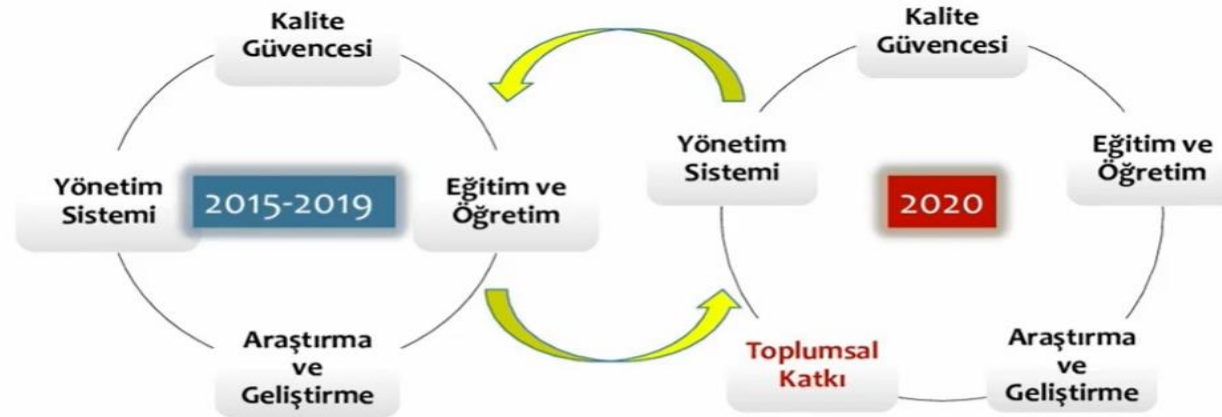 Kalite
Güvencesi
Yönetim
Sistemi
2015-2019
Eğitim ve
Öğretim
Araştırma
ve
Geliştirme
Kalite
Güvencesi
Yönetim
Sistemi
2020
Eğitim ve
Öğretim
Toplumsal
Katkı
Araştırma
ve
Geliştirme